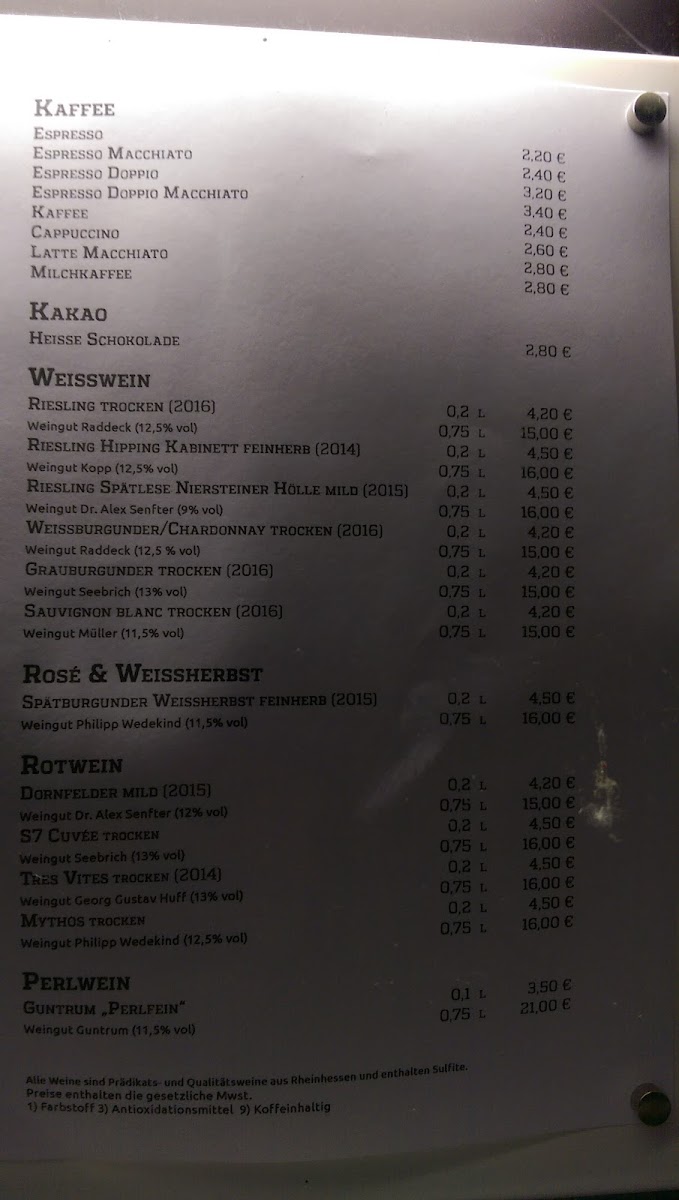 Kaffee
Espresso 2,20 €
Espresso Macchiato 2,40 €
Espresso Doppio 3,20 €
Espresso Doppio Macchiato 3,40 €
Kaffee 2,40 €
Cappuccino 2,60 €
Latte Macchiato 2,80 €
Milchkaffee 2,80 €
Kakao
Heisse Schokolade 2,80 €
Weisswein
Riesling trocken (2016) 0,2 L 4,20 €
Weingut Raddeck (12,5% vol) 0,75 L 15,00 €
Riesling Hipping Kabinett feinherb (2014) 0,2 L 4,50 €
Weingut Kopp (12,5% vol) 0,75 L 16,00 €
Riesling Spätlese Niersteiner Hölle mild (2015) 0,2 L 4,50 €
Weingut Dr. Alex Senfter (9% vol) 0,75 L 16,00 €
Weissburgunder/Chardonnay trocken (2016) 0,2 L 4,20 €
Weingut Raddeck (12,5 % vol) 0,75 L 15,00 €
Grauburgunder trocken (2016) 0,2 L 4,20 €
Weingut Seebrich (13% vol) 0,75 L 15,00 €
Sauvignon blanc trocken (2016) 0,2 L 4,20 €
Weingut Müller (11,5% vol) 0,75 L 15,00 €
Rosé & Weissherbst
Spätburgunder Weissherbst feinherb (2015) 0,2 L 4,50 €
Weingut Philipp Wedekind (11,5% vol) 0,75 L 16,00 €
Rotwein
Dornfelder mild (2015) 0,2 L 4,20 €
Weingut Dr. Alex Senfter (12% vol) 0,75 L 15,00 €
S7 Cuvée trocken 0,2 L 4,50 €
Weingut Seebrich (13% vol) 0,75 L 16,00 €
Tres Vites trocken (2014) 0,2 L 4,50 €
Weingut Georg Gustav Huff (13% vol) 0,75 L 16,00 €
Mythos trocken 0,2 L 4,50 €
Weingut Philipp Wedekind (12,5% vol) 0,75 L 16,00 €
Perlwein
Guntrum „Perlfein“ 0,1 L 3,50 €
Weingut Guntrum (11,5% vol) 0,75 L 21,00 €
Alle Weine sind Prädikats- und Qualitätsweine aus Rheinhessen und enthalten Sulfite.
Preise enthalten die gesetzliche Mwst.
1) Farbstoff 3) Antioxidationsmittel 9) Koffeinhaltig